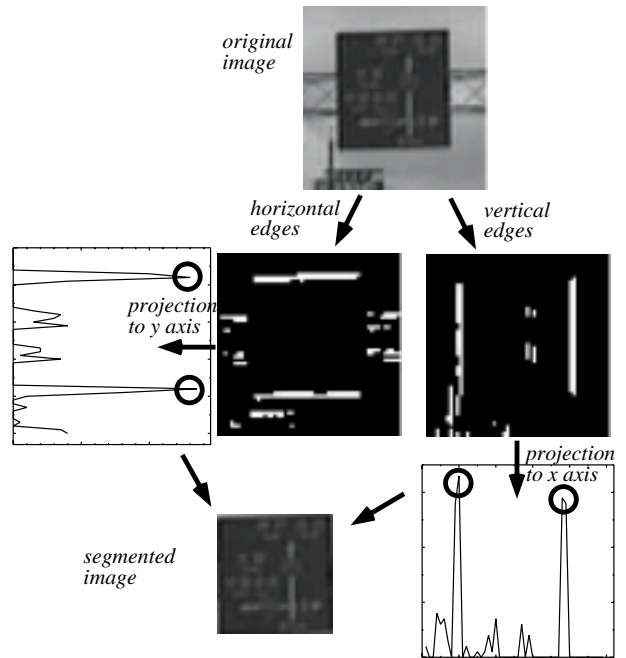 original
image
horizontal
edges
vertical
edges
projection
to y axis
projection
to x axis
segmented
image